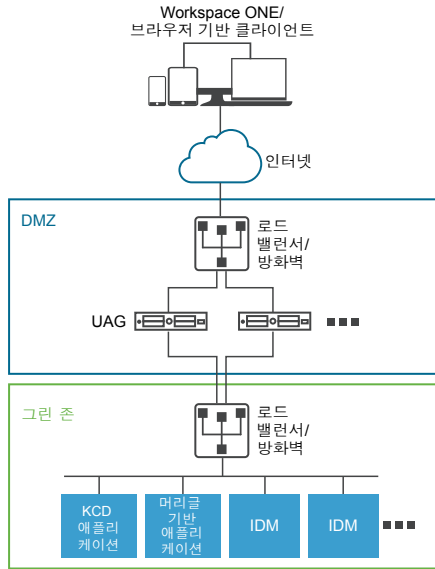 Workspace ONE/
브라우저 기반 클라이언트
인터넷
DMZ
로드
밸런서/
방화벽
UAG
그린 존
로드
밸런서/
방화벽
KCD
애플리
케이션
머리글
기반
애플리
케이션
IDM
IDM